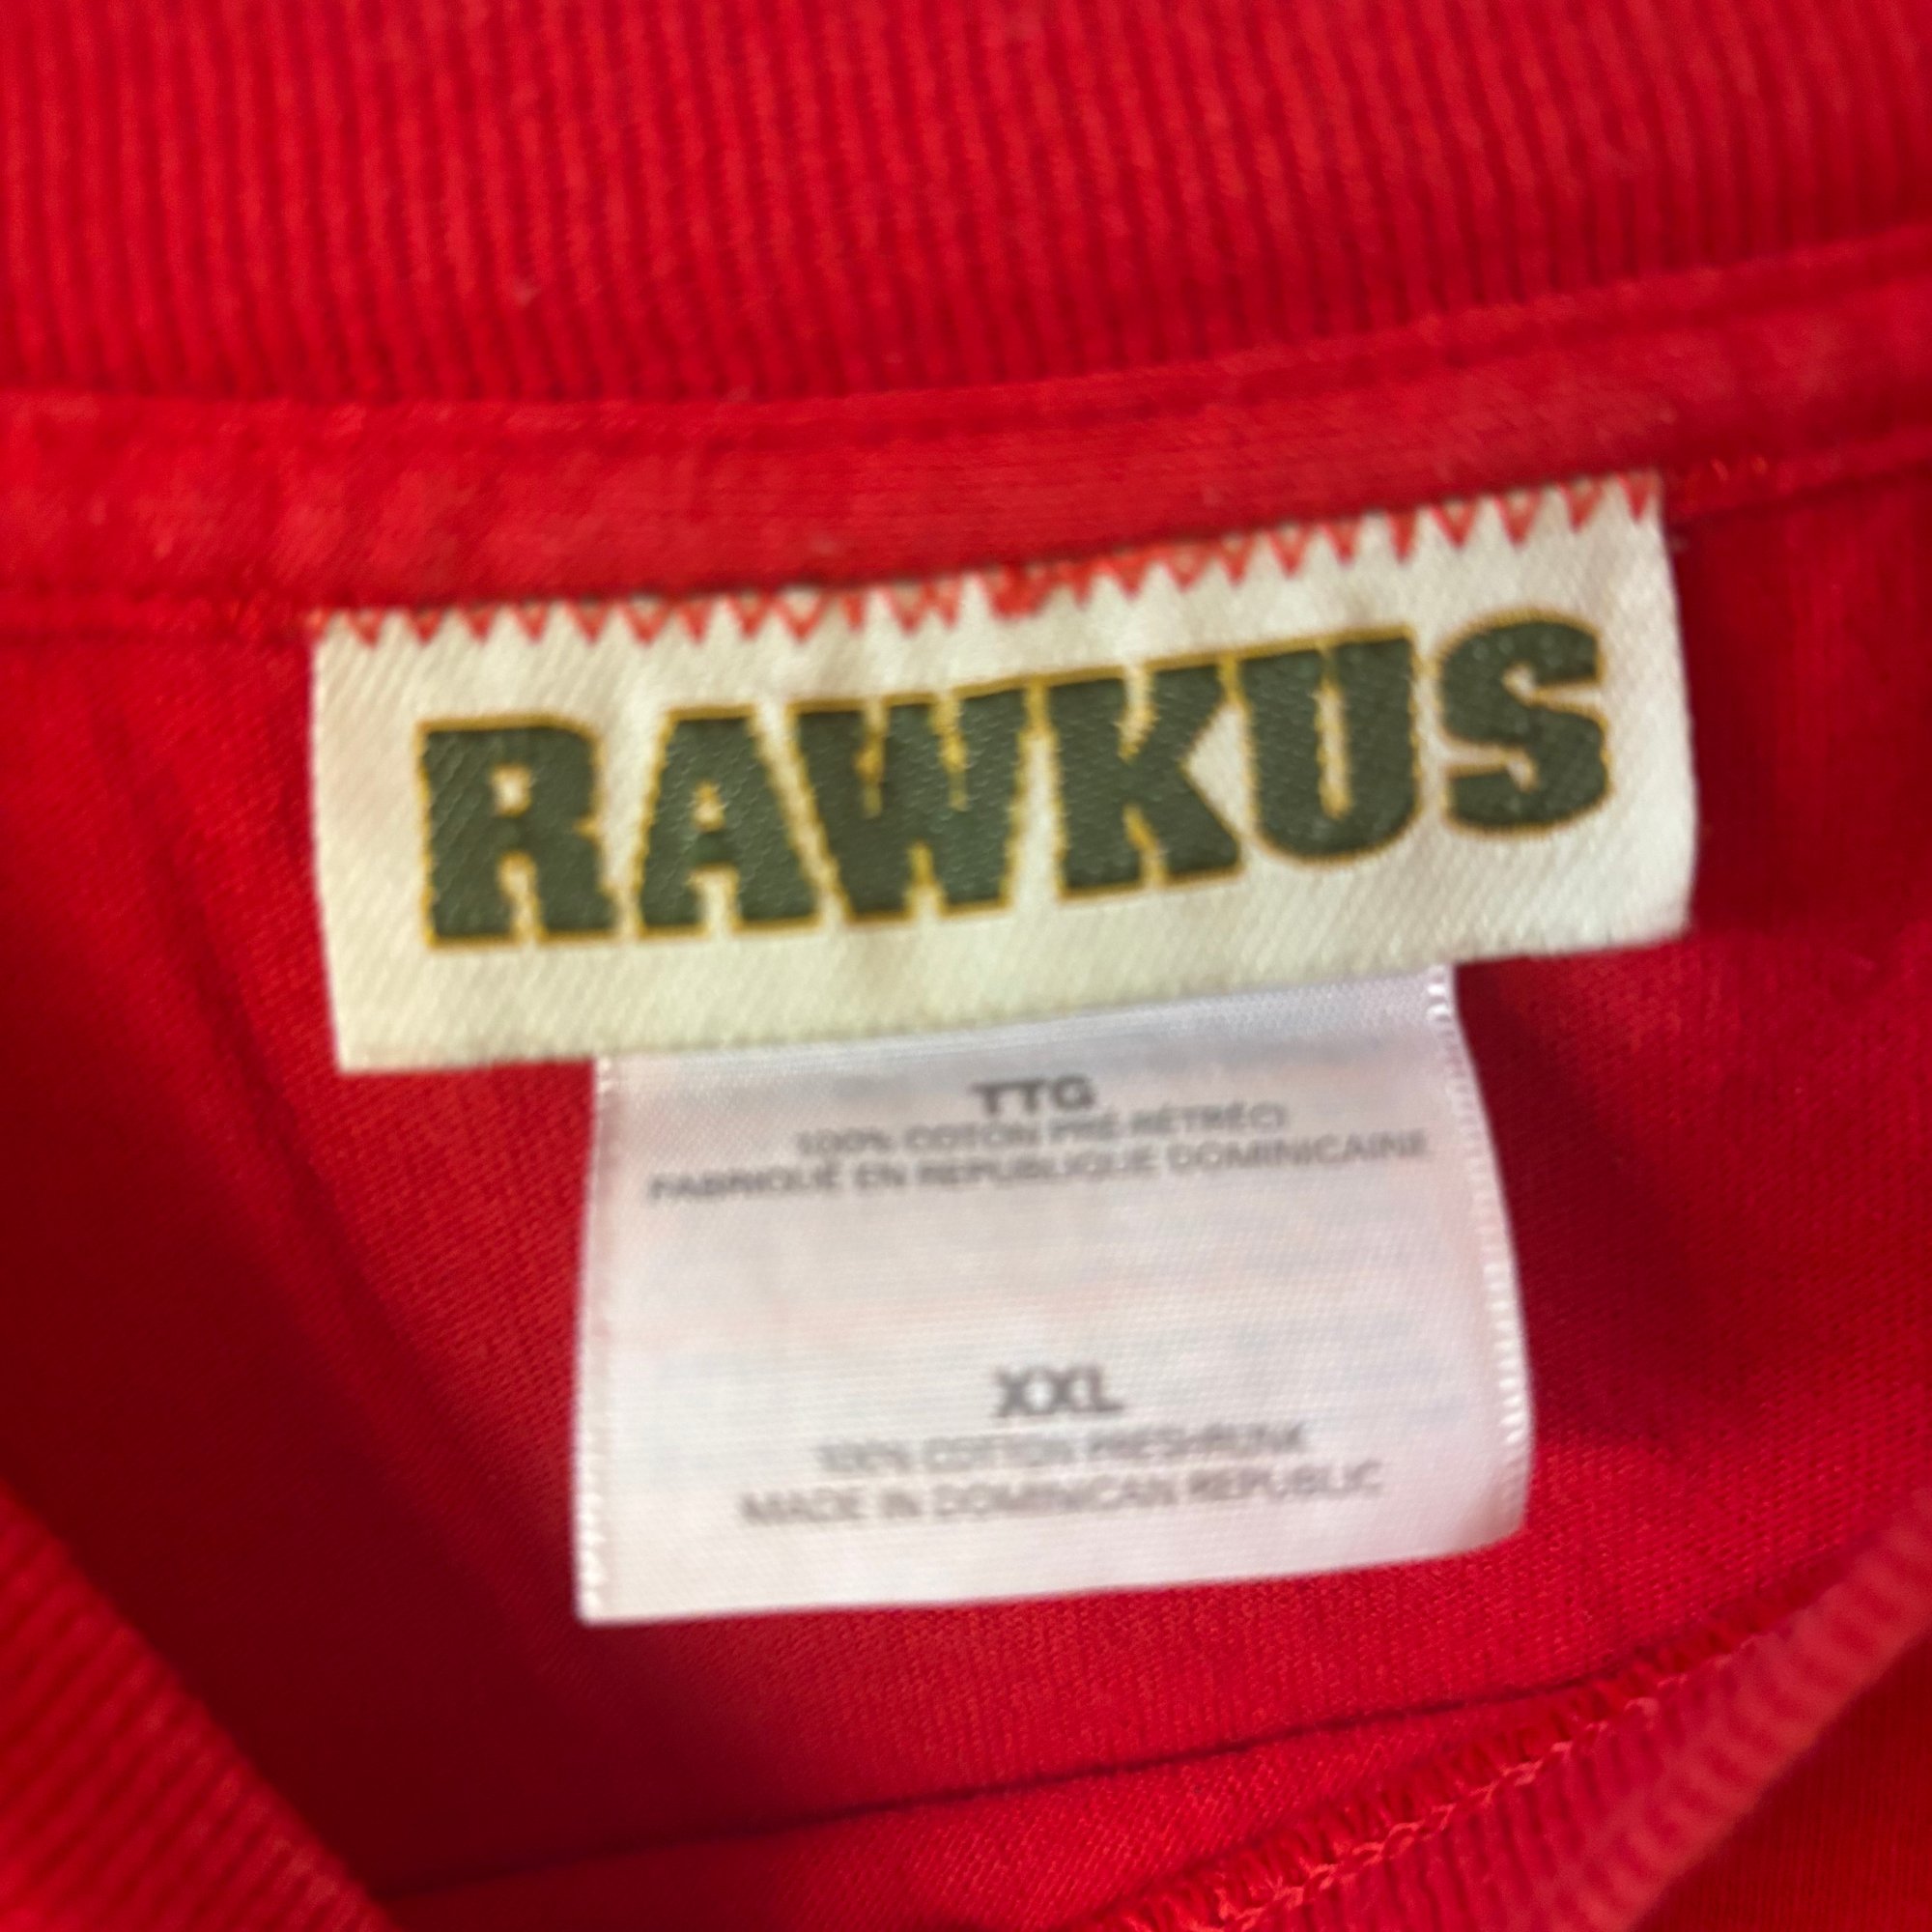 RAWKUS
TTG
100% COTON PRÉ-RÉTRÉCI
FABRIQUÉ EN REPUBLIQUE DOMINICAINE
XXL
100% COTTON PRESHRUNK
MADE IN DOMINICAN REPUBLIC